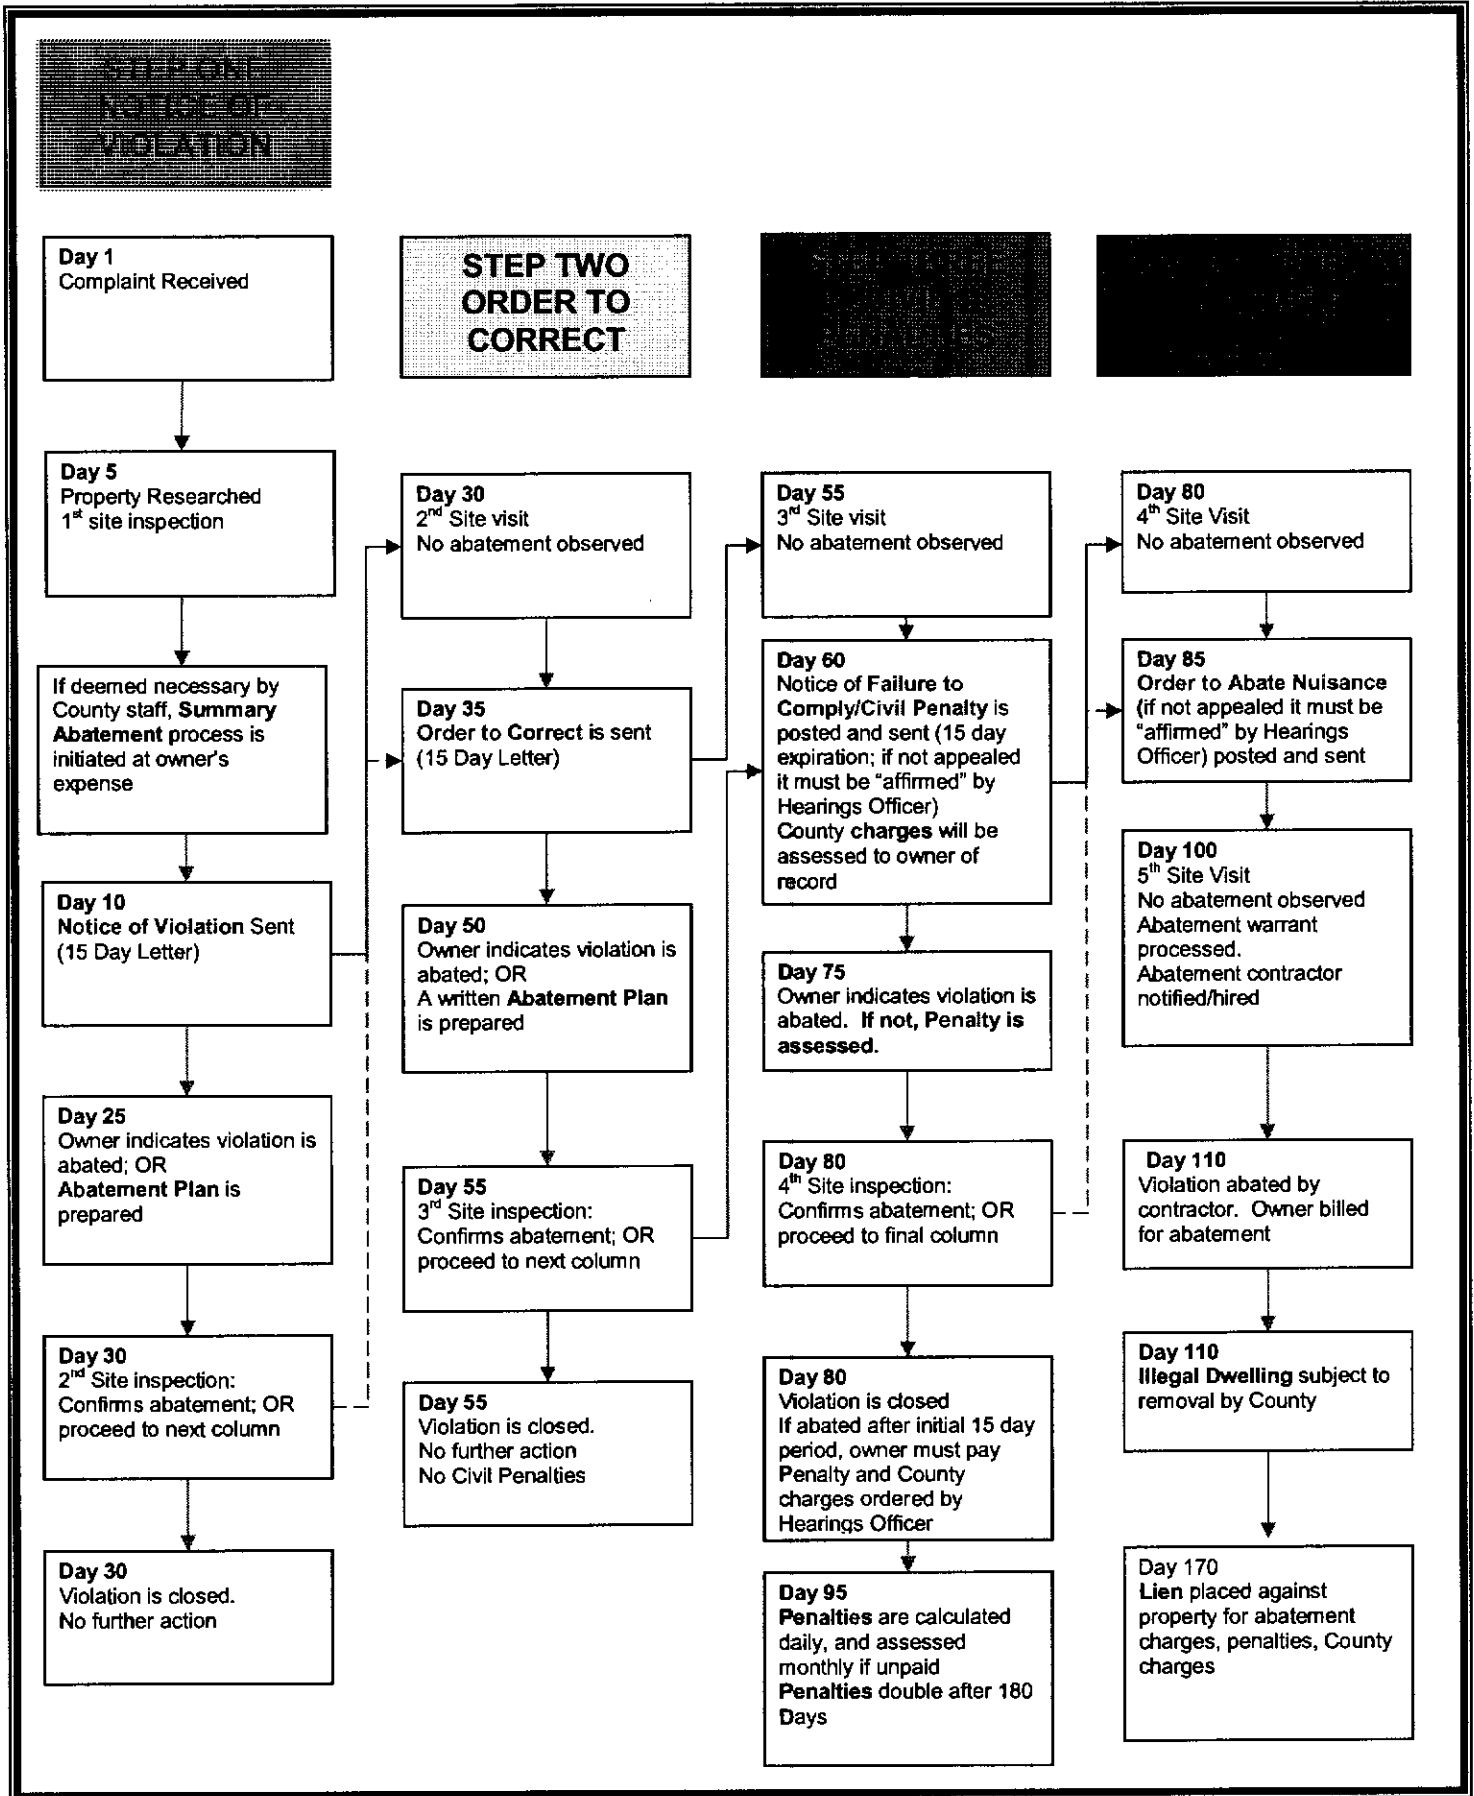 STEP ONE
NOTICE OF
VIOLATION
Day 1
Complaint Received
Day 5
Property Researched
1st site inspection
If deemed necessary by
County staff, Summary
Abatement process is
initiated at owner's
expense
Day 10
Notice of Violation Sent
(15 Day Letter)
Day 25
Owner indicates violation is
abated; OR
Abatement Plan is
prepared
Day 30
2nd Site inspection:
Confirms abatement; OR
proceed to next column
Day 30
Violation is closed.
No further action
STEP TWO
ORDER TO
CORRECT
Day 30
2nd Site visit
No abatement observed
Day 35
Order to Correct is sent
(15 Day Letter)
Day 50
Owner indicates violation is
abated; OR
A written Abatement Plan
is prepared
Day 55
3rd Site inspection:
Confirms abatement; OR
proceed to next column
Day 55
Violation is closed.
No further action
No Civil Penalties
STEP THREE
CIVIL
PENALTIES
Day 55
3rd Site visit
No abatement observed
Day 60
Notice of Failure to
Comply/Civil Penalty is
posted and sent (15 day
expiration; if not appealed
it must be "affirmed" by
Hearings Officer)
County charges will be
assessed to owner of
record
Day 75
Owner indicates violation is
abated. If not, Penalty is
assessed.
Day 80
4th Site inspection:
Confirms abatement; OR
proceed to final column
Day 80
Violation is closed
If abated after initial 15 day
period, owner must pay
Penalty and County
charges ordered by
Hearings Officer
Day 95
Penalties are calculated
daily, and assessed
monthly if unpaid
Penalties double after 180
Days
Day 80
4th Site Visit
No abatement observed
Day 85
Order to Abate Nuisance
(if not appealed it must be
"affirmed" by Hearings
Officer) posted and sent
Day 100
5th Site Visit
No abatement observed
Abatement warrant
processed.
Abatement contractor
notified/hired
Day 110
Violation abated by
contractor. Owner billed
for abatement
Day 110
Illegal Dwelling subject to
removal by County
Day 170
Lien placed against
property for abatement
charges, penalties, County
charges